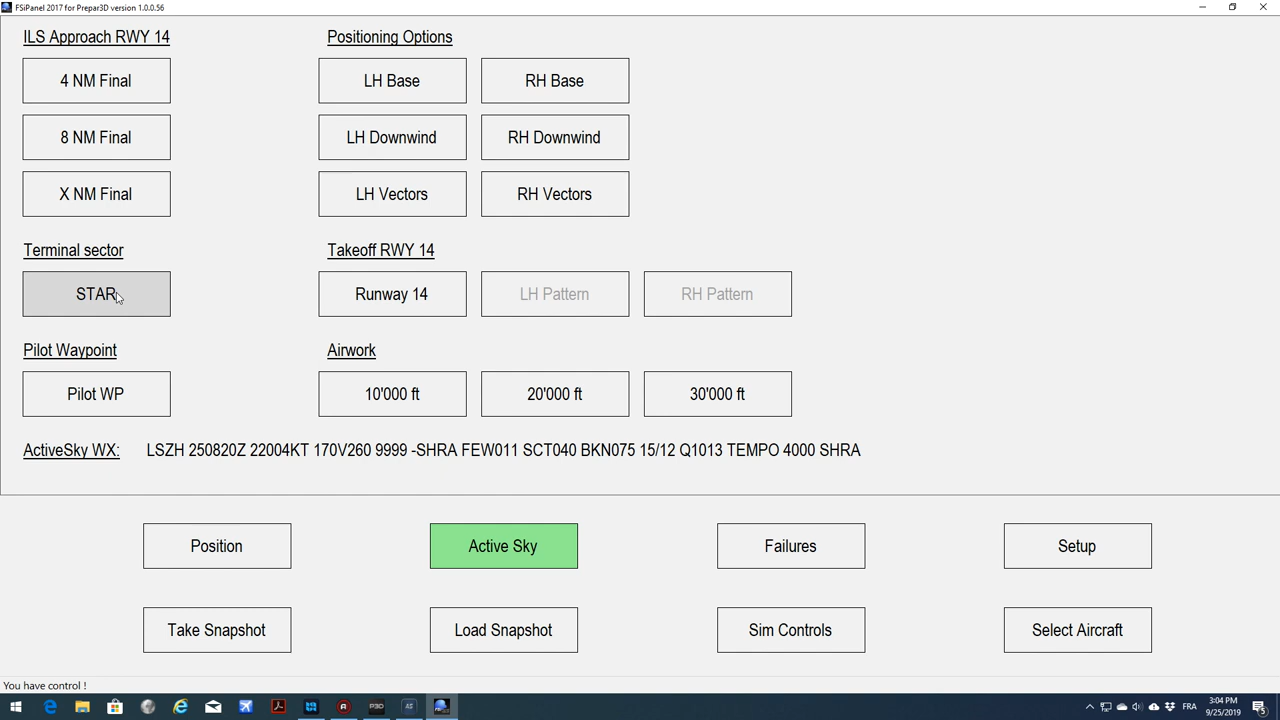 FSiPanel 2017 for Prepar3D version 1.0.0.56
ILS Approach RWY 14
Positioning Options
4 NM Final
LH Base
RH Base
8 NM Final
LH Downwind
RH Downwind
X NM Final
LH Vectors
RH Vectors
Terminal sector
Takeoff RWY 14
STAR
Runway 14
LH Pattern
RH Pattern
Pilot Waypoint
Airwork
Pilot WP
10'000 ft
20'000 ft
30'000 ft
ActiveSky WX: LSZH 250820Z 22004KT 170V260 9999 -SHRA FEW011 SCT040 BKN075 15/12 Q1013 TEMPO 4000 SHRA
Position
Active Sky
Failures
Setup
Take Snapshot
Load Snapshot
Sim Controls
Select Aircraft
You have control !
P3D
AS
FRA
3:04 PM
9/25/2019